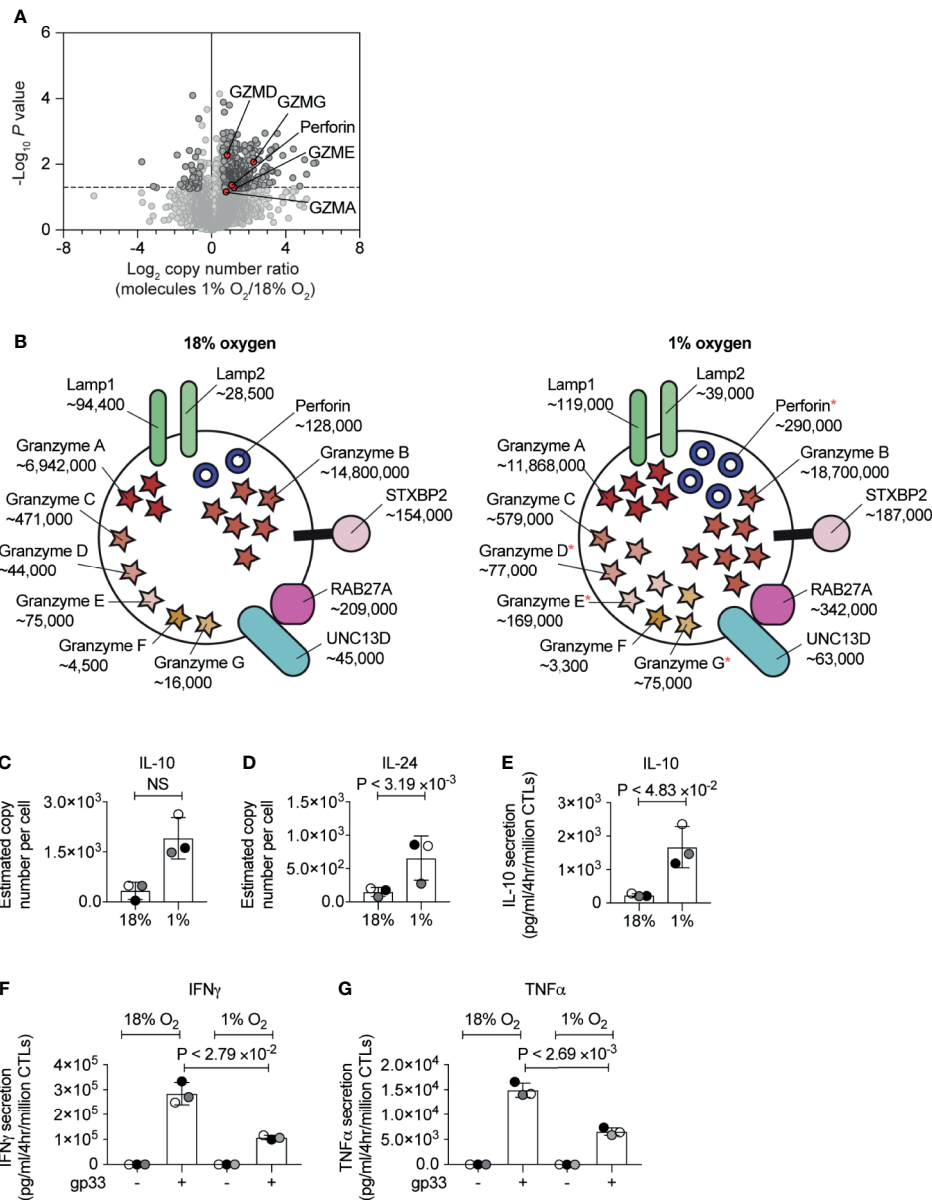 A
8
6
4
2
0
-Log10 P value
GZMD
GZMG
Perforin
GZME
GZMA
-8
-4
0
4
8
Log2 copy number ratio
(molecules 1% O2/18% O2)
B
18% oxygen
Lamp1
~94,400
Lamp2
~28,500
Perforin
~128,000
Granzyme A
~6,942,000
Granzyme B
~14,800,000
Granzyme C
~471,000
STXBP2
~154,000
Granzyme D
~44,000
Granzyme E
~75,000
RAB27A
~209,000
Granzyme F
~4,500
UNC13D
~45,000
Granzyme G
~16,000
1% oxygen
Lamp1
~119,000
Lamp2
~39,000
Perforin*
~290,000
Granzyme A
~11,868,000
Granzyme B
~18,700,000
Granzyme C
~579,000
STXBP2
~187,000
Granzyme D*
~77,000
Granzyme E*
~169,000
RAB27A
~342,000
Granzyme F
~3.300
UNC13D
~63,000
Granzyme G*
~75,000
C
IL-10
NS
3.0×10³
1.5×10³
0.0
Estimated copy
number per cell
18%
1%
D
IL-24
P < 3.19 ×10⁻³
1.5×10³
1.0×10³
5.0×10²
0.0
Estimated copy
number per cell
18%
1%
E
IL-10
P < 4.83 ×10⁻²
3×10³
2×10³
1×10³
0
IL-10 secretion
(pg/ml/4hr/million CTLs)
18%
1%
F
IFNγ
18% O2
1% O2
P < 2.79 ×10⁻²
4×10⁵
3×10⁵
2×10⁵
1×10⁵
0
IFNγ secretion
(pg/ml/4hr/million CTLs)
gp33
-
+
-
+
G
TNFα
18% O2
1% O2
P < 2.69 ×10⁻³
2.0×10⁴
1.5×10⁴
1.0×10⁴
5.0×10³
0.0
TNFα secretion
(pg/ml/4hr/million CTLs)
gp33
-
+
-
+